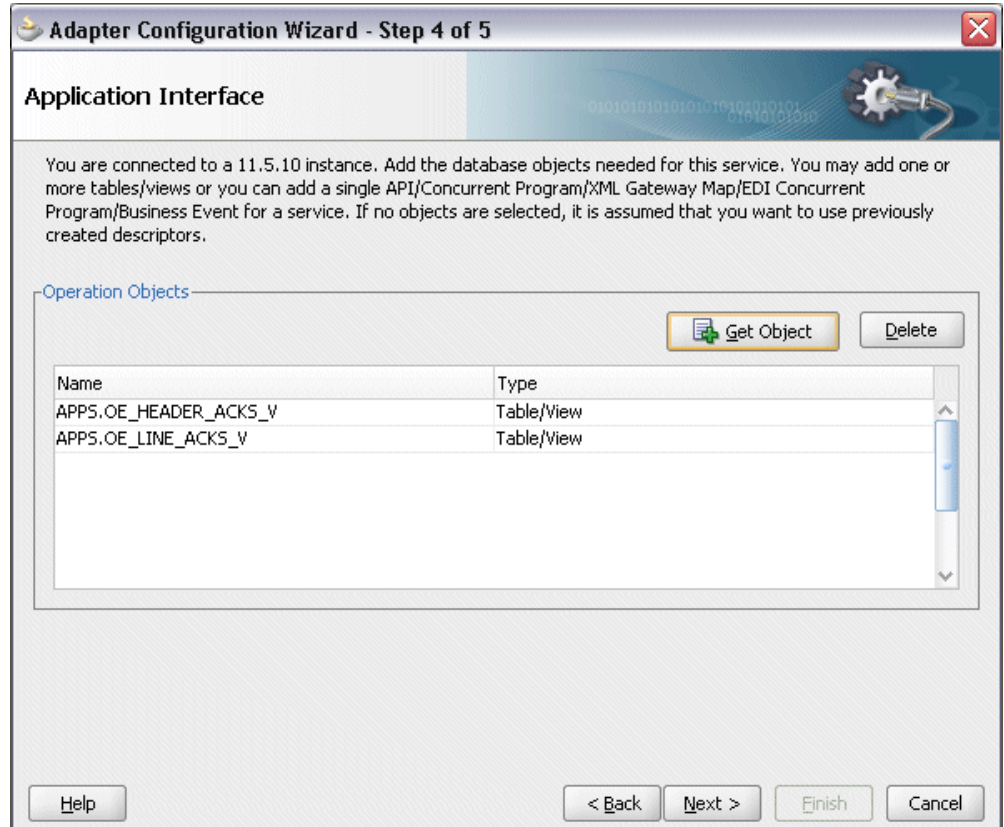 Adapter Configuration Wizard - Step 4 of 5
Application Interface
You are connected to a 11.5.10 instance. Add the database objects needed for this service. You may add one or
more tables/views or you can add a single API/Concurrent Program/XML Gateway Map/EDI Concurrent
Program/Business Event for a service. If no objects are selected, it is assumed that you want to use previously
created descriptors.
Operation Objects
Get Object
Delete
Name Type
APPS.OE_HEADER_ACKS_V Table/View
APPS.OE_LINE_ACKS_V Table/View
Help
< Back
Next >
Finish
Cancel